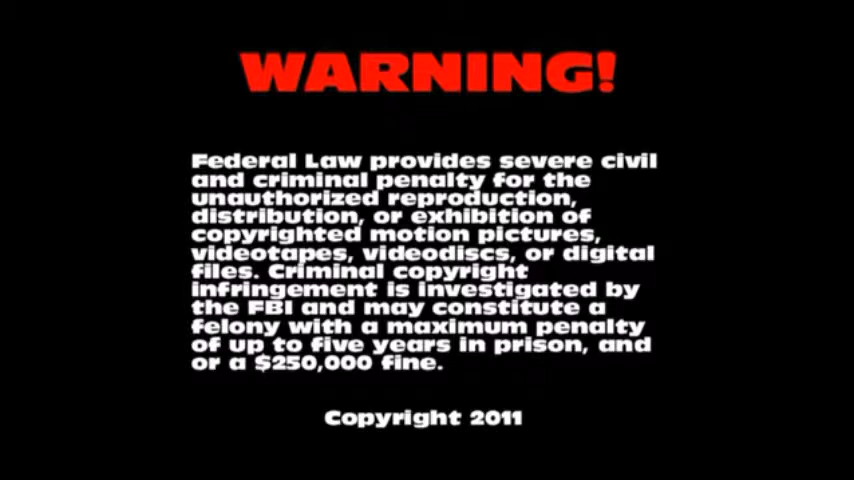 WARNING!
Federal Law provides severe civil
and criminal penalty for the
unauthorized reproduction,
distribution, or exhibition of
copyrighted motion pictures,
videotapes, videodiscs, or digital
files. Criminal copyright
infringement is investigated by
the FBI and may constitute a
felony with a maximum penalty
of up to five years in prison, and
or a $250,000 fine.
Copyright 2011